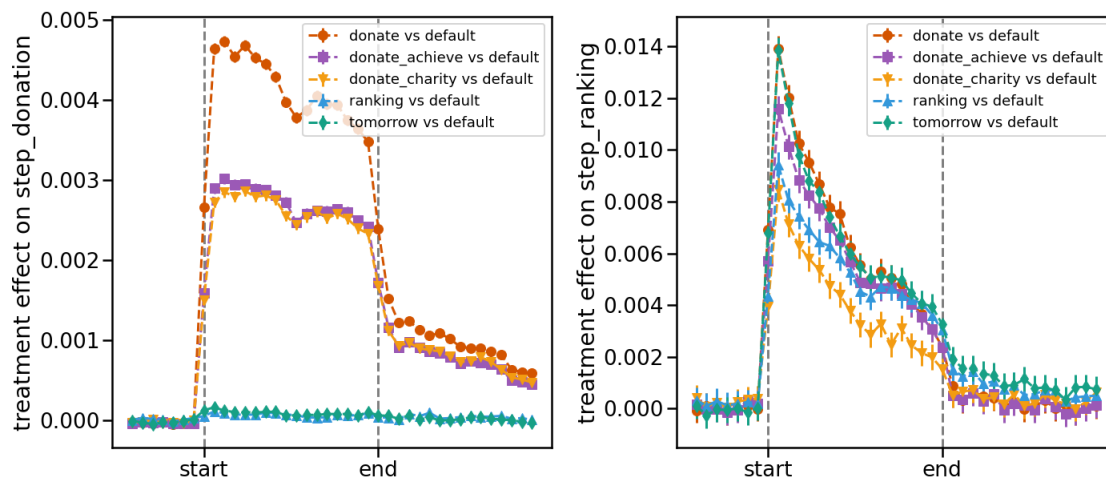 treatment effect on step_donation
0.005
0.004
0.003
0.002
0.001
0.000
start
end
donate vs default
donate_achieve vs default
donate_charity vs default
ranking vs default
tomorrow vs default
treatment effect on step_ranking
0.014
0.012
0.010
0.008
0.006
0.004
0.002
0.000
start
end
donate vs default
donate_achieve vs default
donate_charity vs default
ranking vs default
tomorrow vs default